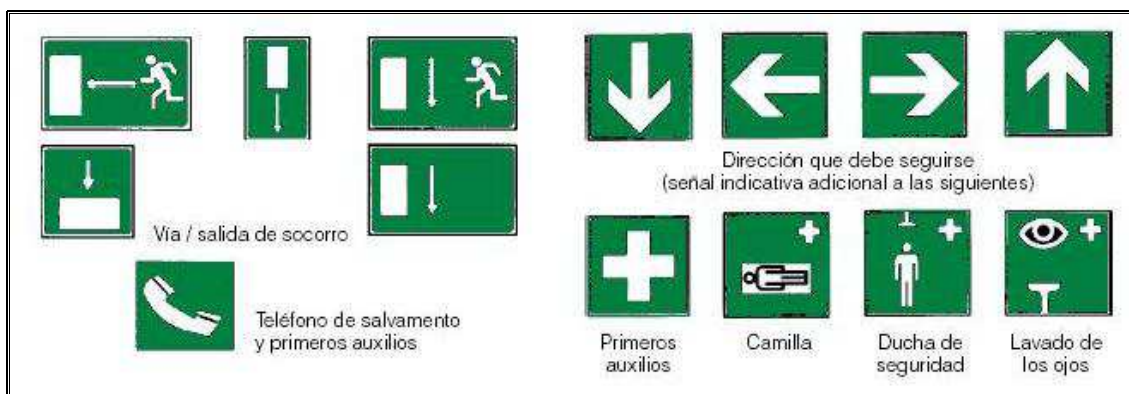 Vía / salida de socorro
Teléfono de salvamento
y primeros auxilios
Dirección que debe seguirse
(señal indicativa adicional a las siguientes)
Primeros
auxilios
Camilla
Ducha de
seguridad
Lavado de
los ojos